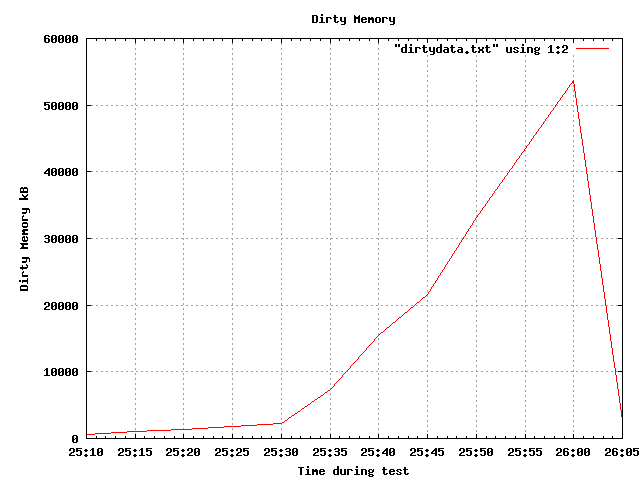 Dirty Memory
60000
"dirtydata.txt" using 1:2
50000
40000
30000
20000
10000
0
Dirty Memory kB
25:10 25:15 25:20 25:25 25:30 25:35 25:40 25:45 25:50 25:55 26:00 26:05
Time during test